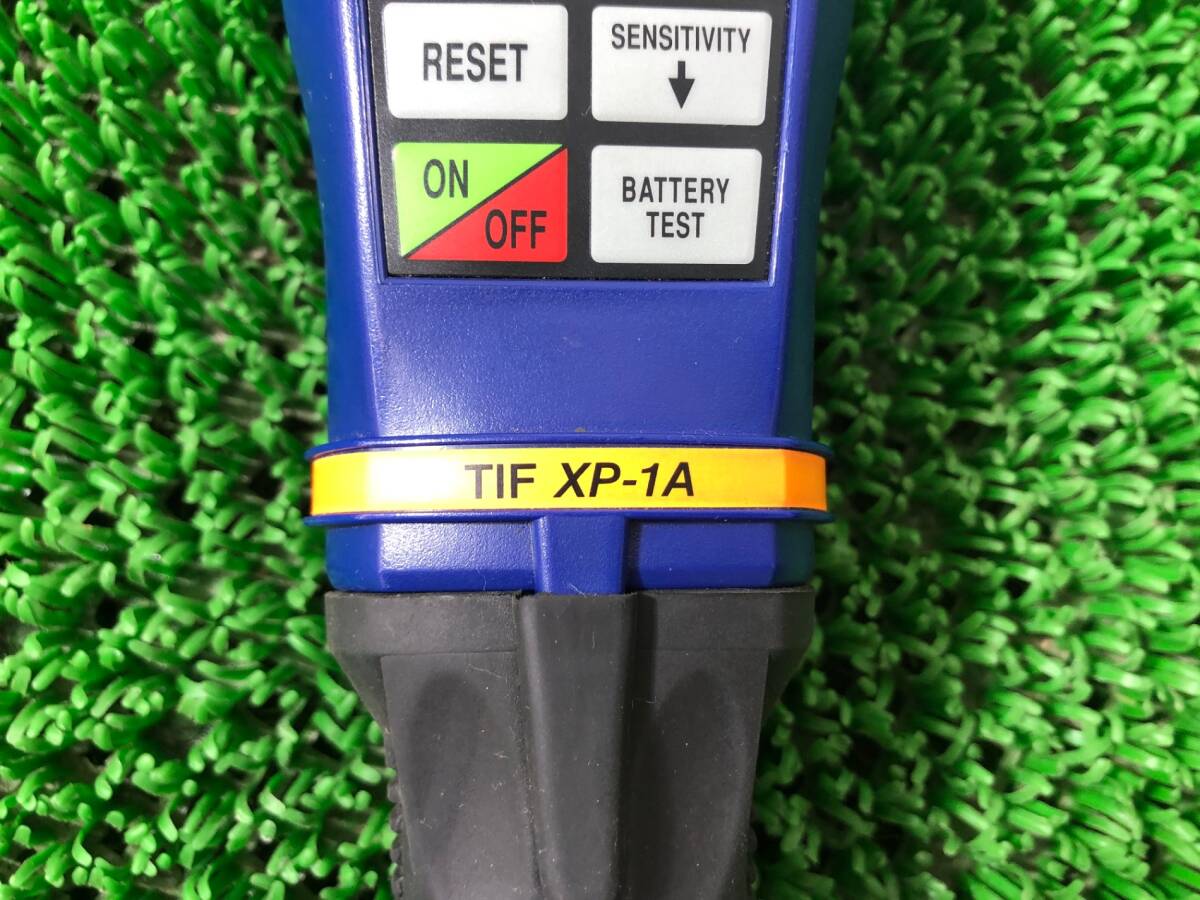 RESET
SENSITIVITY
ON
OFF
BATTERY
TEST
TIF XP-1A